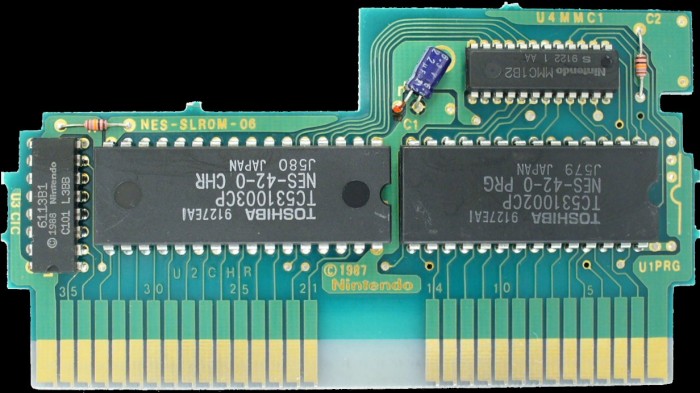 U4MMC1
C2
Nintendo
MMC1B2
S 9122 1 AA
C1
NES-SLROM-06
U3 CIC
6113B1
© 1988 Nintendo
C101 L38B
TOSHIBA 9127EAI
TC531003CP
NES-42-0 CHR
J580 JAPAN
TOSHIBA 9127EAI
TC531002CP
NES-42-0 PRG
J579 JAPAN
U2CHR
©1987
Nintendo
U1PRG
35 30 25 21 14 10 5